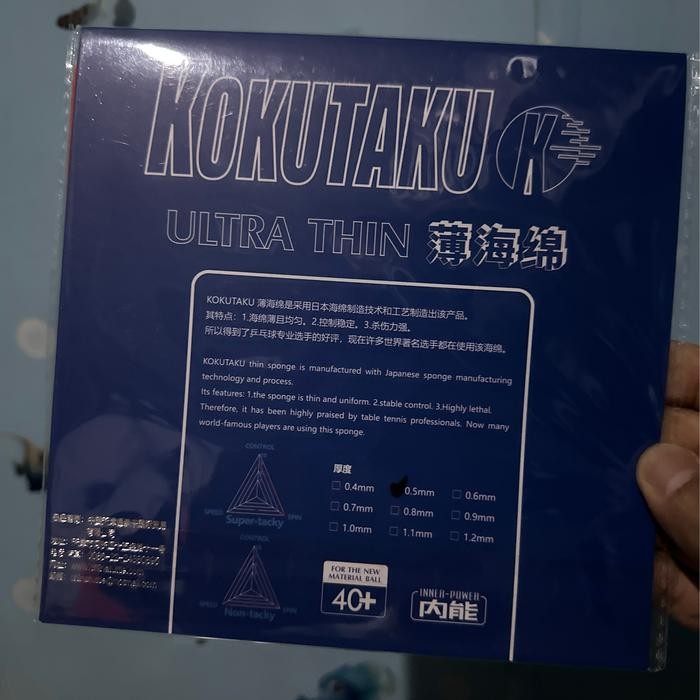 KOKUTAKU K
ULTRA THIN 薄海绵
KOKUTAKU 薄海绵是采用日本海绵制造技术和工艺制造出该产品。
其特点：1.海绵薄且均匀。2.控制稳定。3.杀伤力强。
所以得到了乒乓球专业选手的好评，现在许多世界著名选手都在使用该海绵。
KOKUTAKU thin sponge is manufactured with Japanese sponge manufacturing
technology and process.
Its features: 1.the sponge is thin and uniform. 2.stable control. 3.Highly lethal.
Therefore, it has been highly praised by table tennis professionals. Now many
world-famous players are using this sponge.
CONTROL
SPEED SPIN
Super-tacky
厚度
0.4mm 0.5mm 0.6mm
0.7mm 0.8mm 0.9mm
1.0mm 1.1mm 1.2mm
CONTROL
SPEED SPIN
Non-tacky
FOR THE NEW
MATERIAL BALL
40+
INNER-POWER
内能